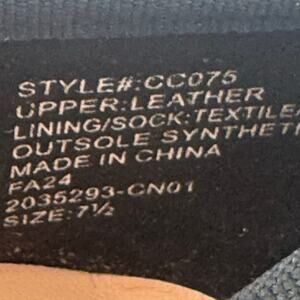 STYLE#:CC075
UPPER:LEATHER
LINING/SOCK:TEXTILE/
OUTSOLE SYNTHETI
MADE IN CHINA
FA24
2035293-CN01
SIZE:7½